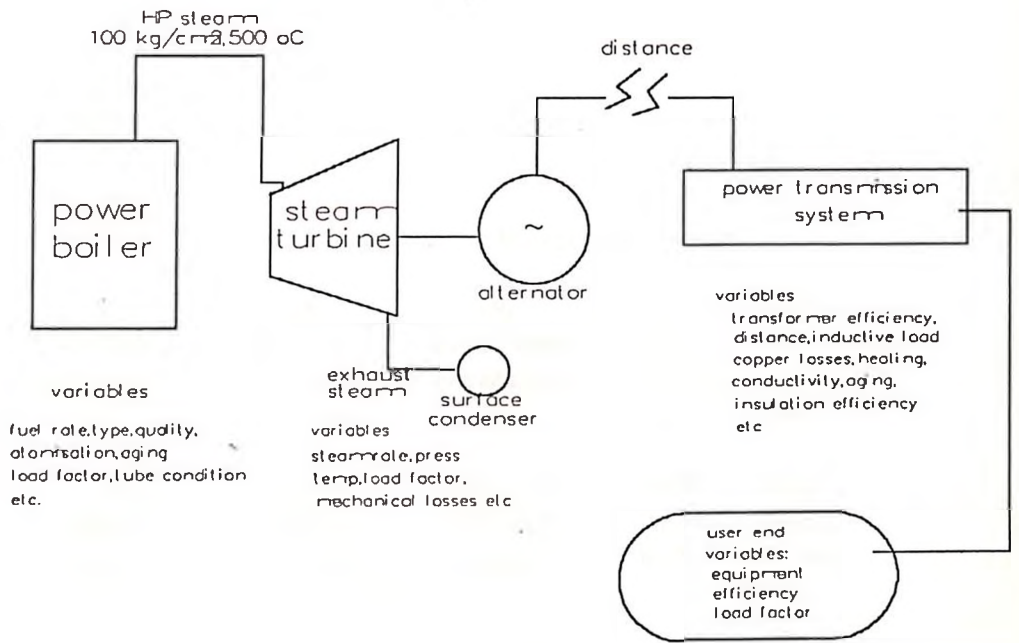 HP steam
100 kg/cm2,500 oC
distance
power
boiler
steam
turbine
~
alternator
power transmission
system
exhaust
steam
surface
condenser
variables
fuel rate,type,quality,
atomisation,aging
load factor,tube condition
etc.
variables
steamrate,press
temp,load factor,
mechanical losses etc
variables
transformer efficiency,
distance,inductive load
copper losses,heating,
conductivity,aging,
insulation efficiency
etc
user end
variables:
equipment
efficiency
load factor